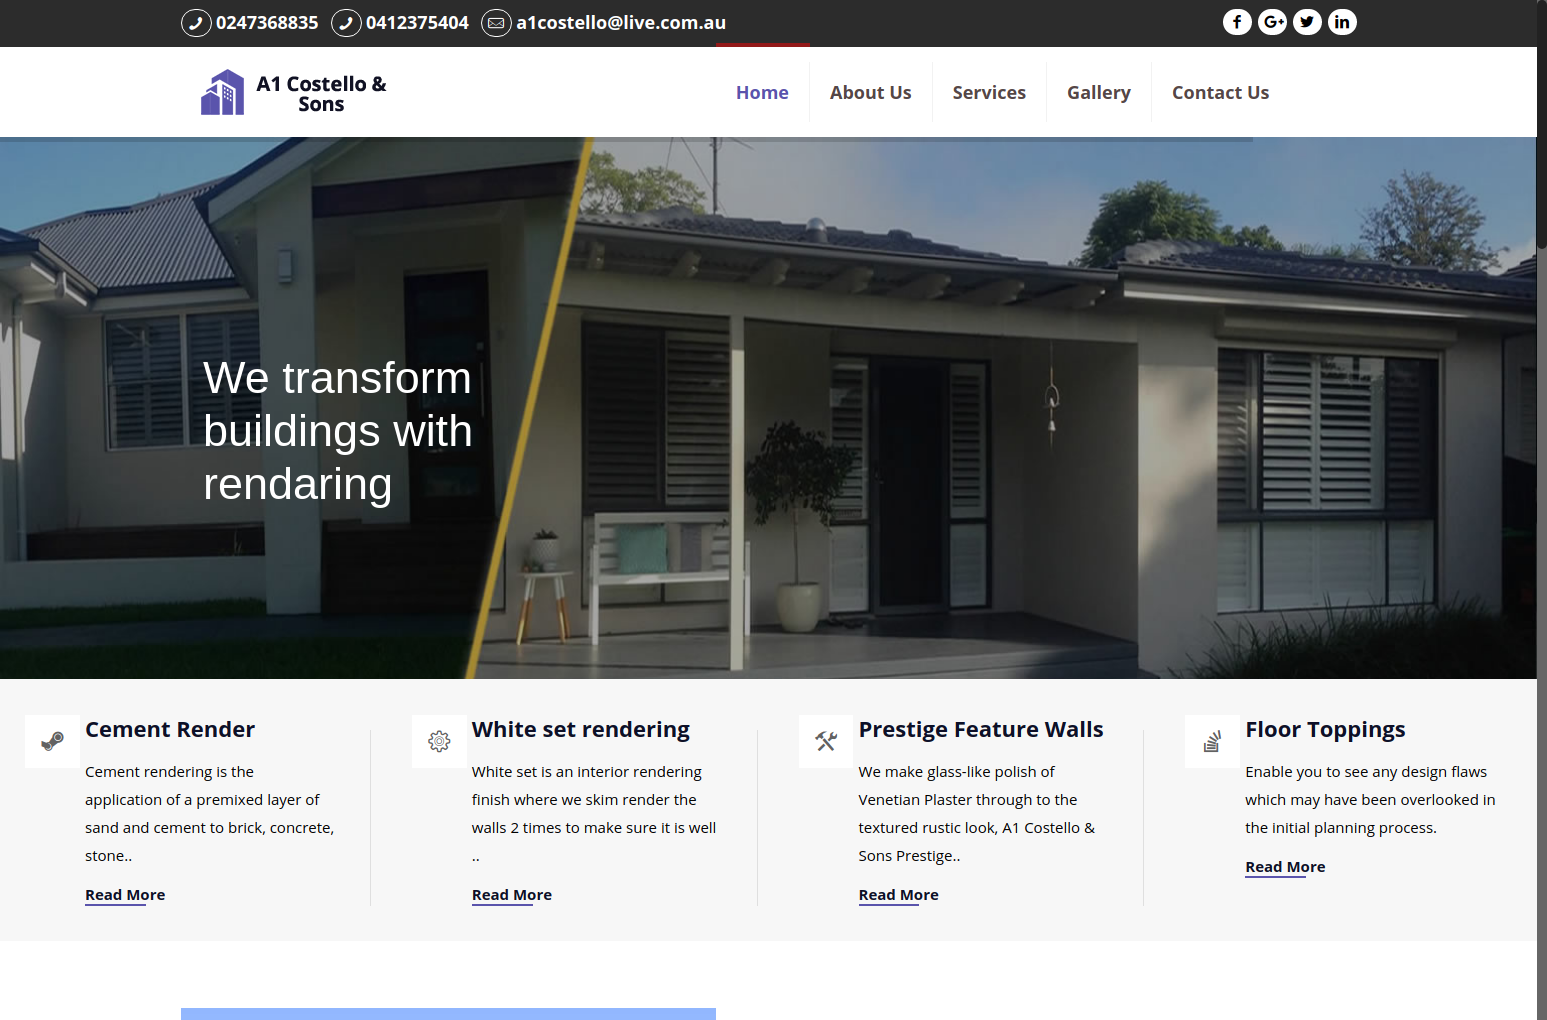 0247368835 0412375404 a1costello@live.com.au
A1 Costello &
Sons
Home About Us Services Gallery Contact Us
We transform
buildings with
rendaring
Cement Render
Cement rendering is the
application of a premixed layer of
sand and cement to brick, concrete,
stone..
Read More
White set rendering
White set is an interior rendering
finish where we skim render the
walls 2 times to make sure it is well
..
Read More
Prestige Feature Walls
We make glass-like polish of
Venetian Plaster through to the
textured rustic look, A1 Costello &
Sons Prestige..
Read More
Floor Toppings
Enable you to see any design flaws
which may have been overlooked in
the initial planning process.
Read More